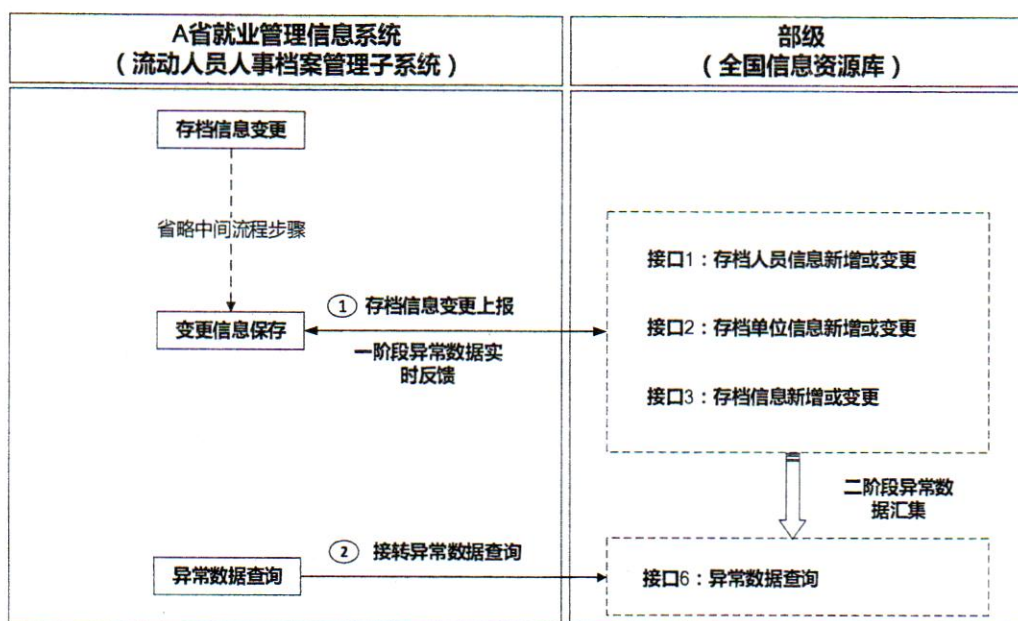 A省就业管理信息系统
（流动人员人事档案管理子系统）
部级
（全国信息资源库）
存档信息变更
省略中间流程步骤
变更信息保存
① 存档信息变更上报
一阶段异常数据实
时反馈
接口1：存档人员信息新增或变更
接口2：存档单位信息新增或变更
接口3：存档信息新增或变更
二阶段异常数
据汇集
异常数据查询
② 接转异常数据查询
接口6：异常数据查询